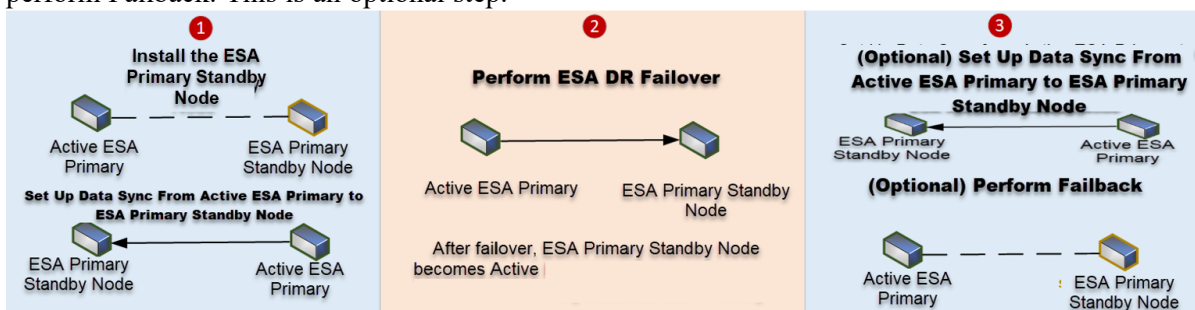 perform Failback. This is an optional step.
1
Install the ESA
Primary Standby
Node
Active ESA
Primary
ESA Primary
Standby Node
Set Up Data Sync From Active ESA Primary to
ESA Primary Standby Node
ESA Primary
Standby Node
Active ESA
Primary
2
Perform ESA DR Failover
Active ESA Primary
ESA Primary Standby
Node
After failover, ESA Primary Standby Node
becomes Active
3
(Optional) Set Up Data Sync From
Active ESA Primary to ESA Primary
Standby Node
ESA Primary
Standby Node
Active ESA
Primary
(Optional) Perform Failback
Active ESA
Primary
ESA Primary
Standby Node